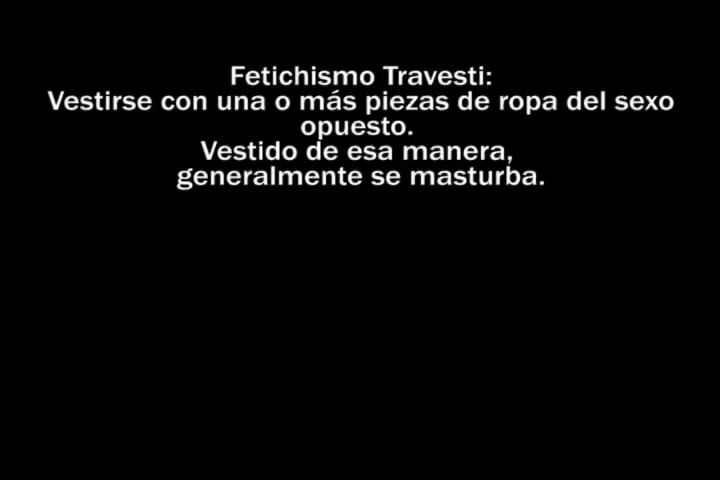 Fetichismo Travesti:
Vestirse con una o más piezas de ropa del sexo
opuesto.
Vestido de esa manera,
generalmente se masturba.